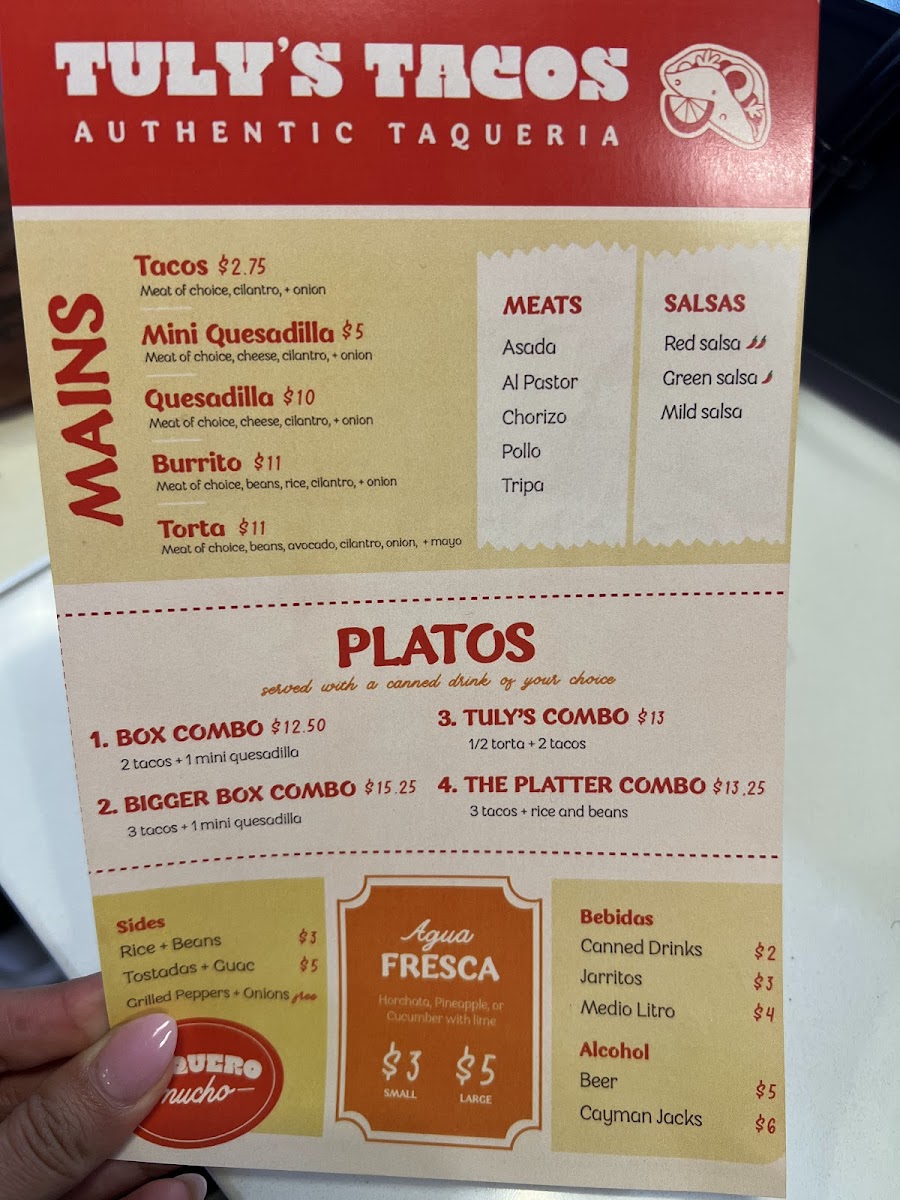 TULY'S TACOS
AUTHENTIC TAQUERIA
MAINS
Tacos $2.75
Meat of choice, cilantro, + onion
Mini Quesadilla $5
Meat of choice, cheese, cilantro, + onion
Quesadilla $10
Meat of choice, cheese, cilantro, + onion
Burrito $11
Meat of choice, beans, rice, cilantro, + onion
Torta $11
Meat of choice, beans, avocado, cilantro, onion, + mayo
MEATS
Asada
Al Pastor
Chorizo
Pollo
Tripa
SALSAS
Red salsa
Green salsa
Mild salsa
PLATOS
served with a canned drink of your choice
1. BOX COMBO $12.50
2 tacos + 1 mini quesadilla
2. BIGGER BOX COMBO $15.25
3 tacos + 1 mini quesadilla
3. TULY'S COMBO $13
1/2 torta + 2 tacos
4. THE PLATTER COMBO $13.25
3 tacos + rice and beans
Sides
Rice + Beans $3
Tostadas + Guac $5
Grilled Peppers + Onions free
mucho
Agua
FRESCA
Horchata, Pineapple, or
Cucumber with lime
$3 $5
SMALL LARGE
Bebidas
Canned Drinks $2
Jarritos $3
Medio Litro $4
Alcohol
Beer $5
Cayman Jacks $6